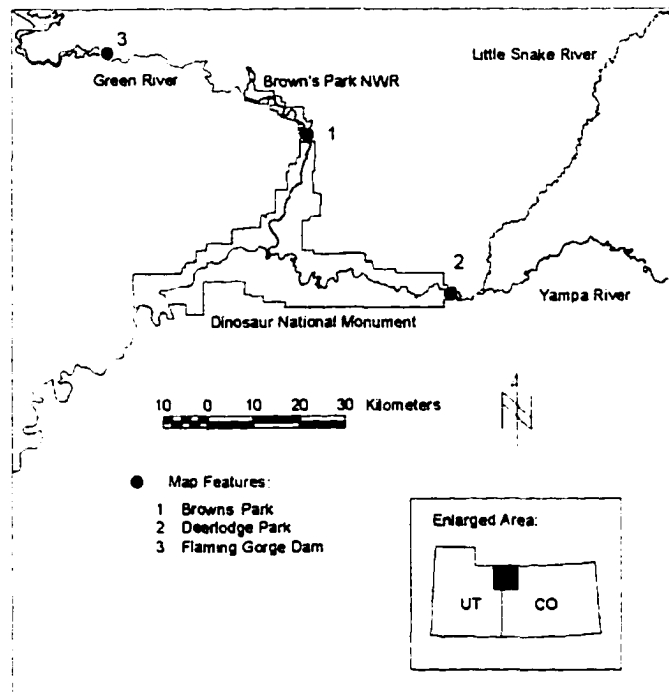 3
Little Snake River
Green River
Brown's Park NWR
1
2
Yampa River
Dinosaur National Monument
10 0 10 20 30 Kilometers
Map Features:
1 Browns Park
2 Deerlodge Park
3 Flaming Gorge Dam
Enlarged Area:
UT CO